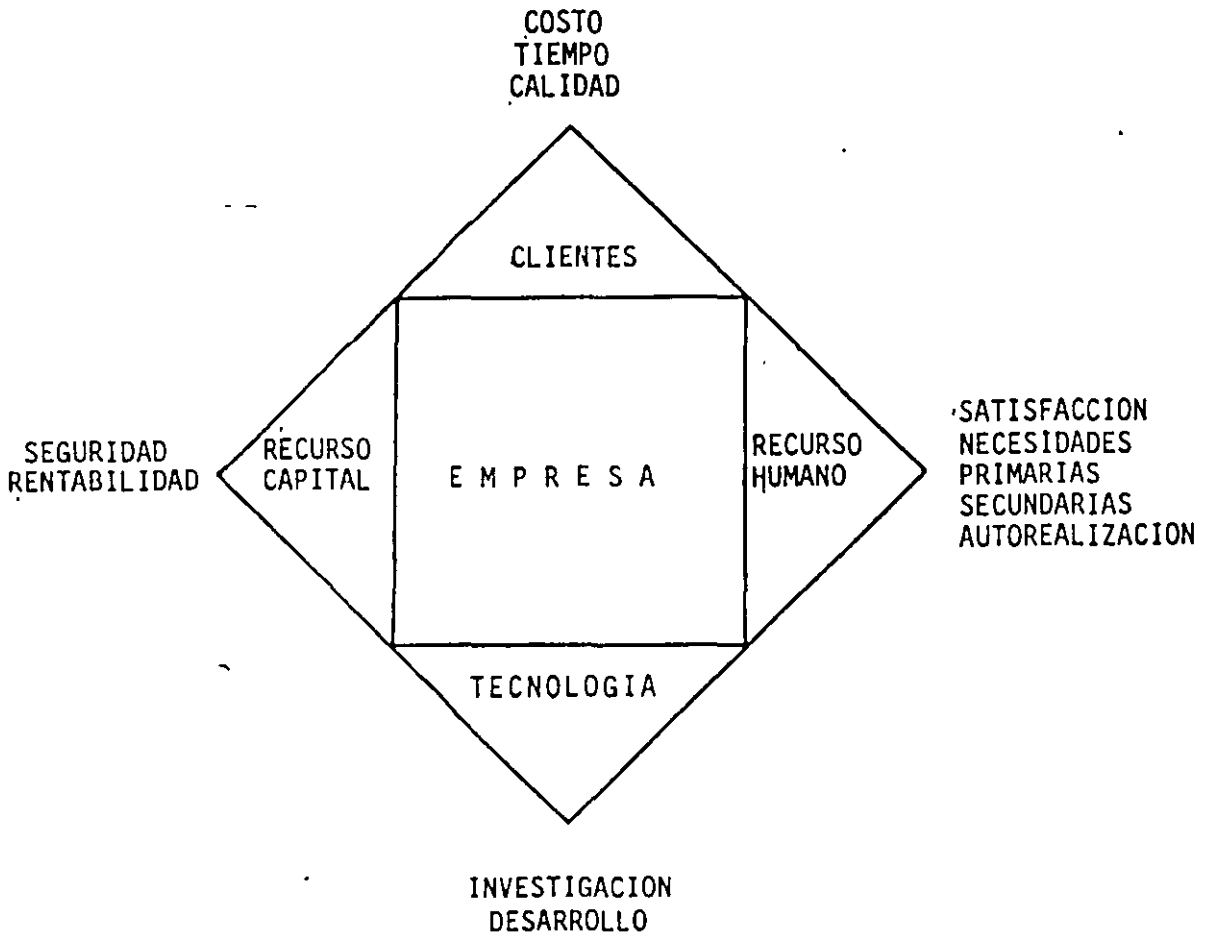 COSTO
TIEMPO
CALIDAD
CLIENTES
SEGURIDAD
RENTABILIDAD
RECURSO
CAPITAL
E M P R E S A
RECURSO
HUMANO
SATISFACCION
NECESIDADES
PRIMARIAS
SECUNDARIAS
AUTOREALIZACION
TECNOLOGIA
INVESTIGACION
DESARROLLO